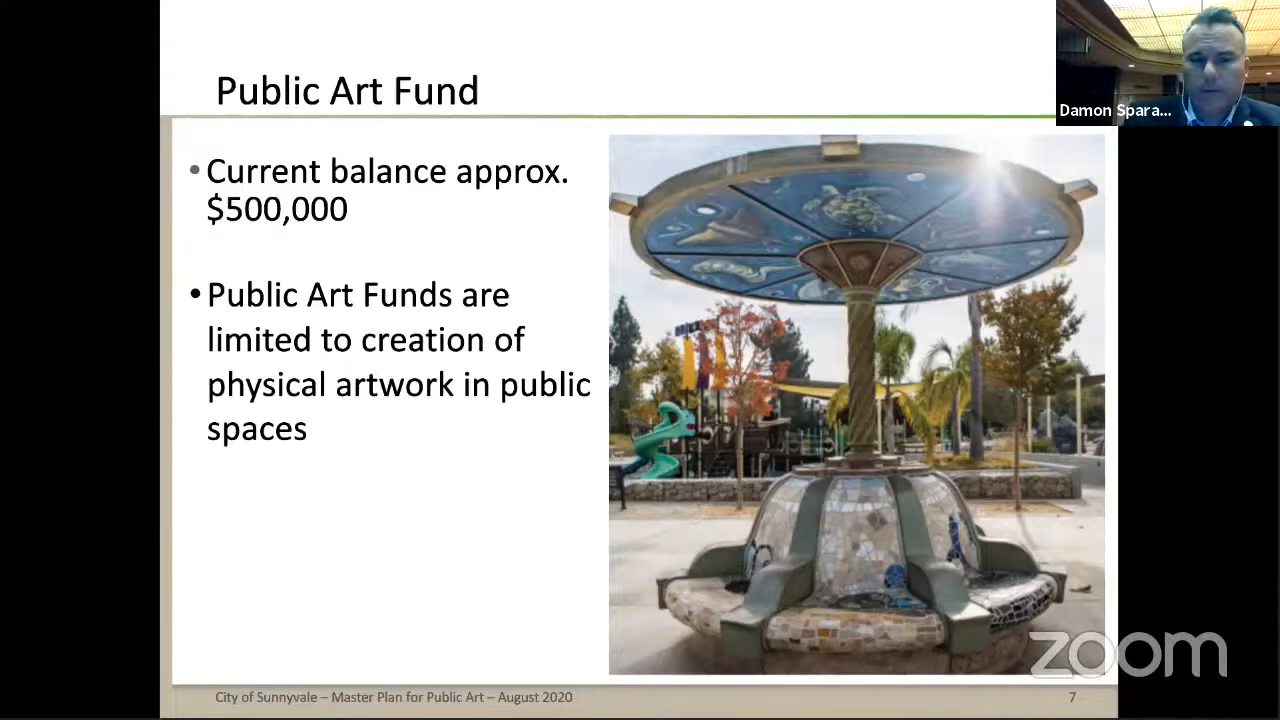 Public Art Fund
Damon Spara...
• Current balance approx.
$500,000
• Public Art Funds are
limited to creation of
physical artwork in public
spaces
zoom
City of Sunnyvale – Master Plan for Public Art – August 2020
7